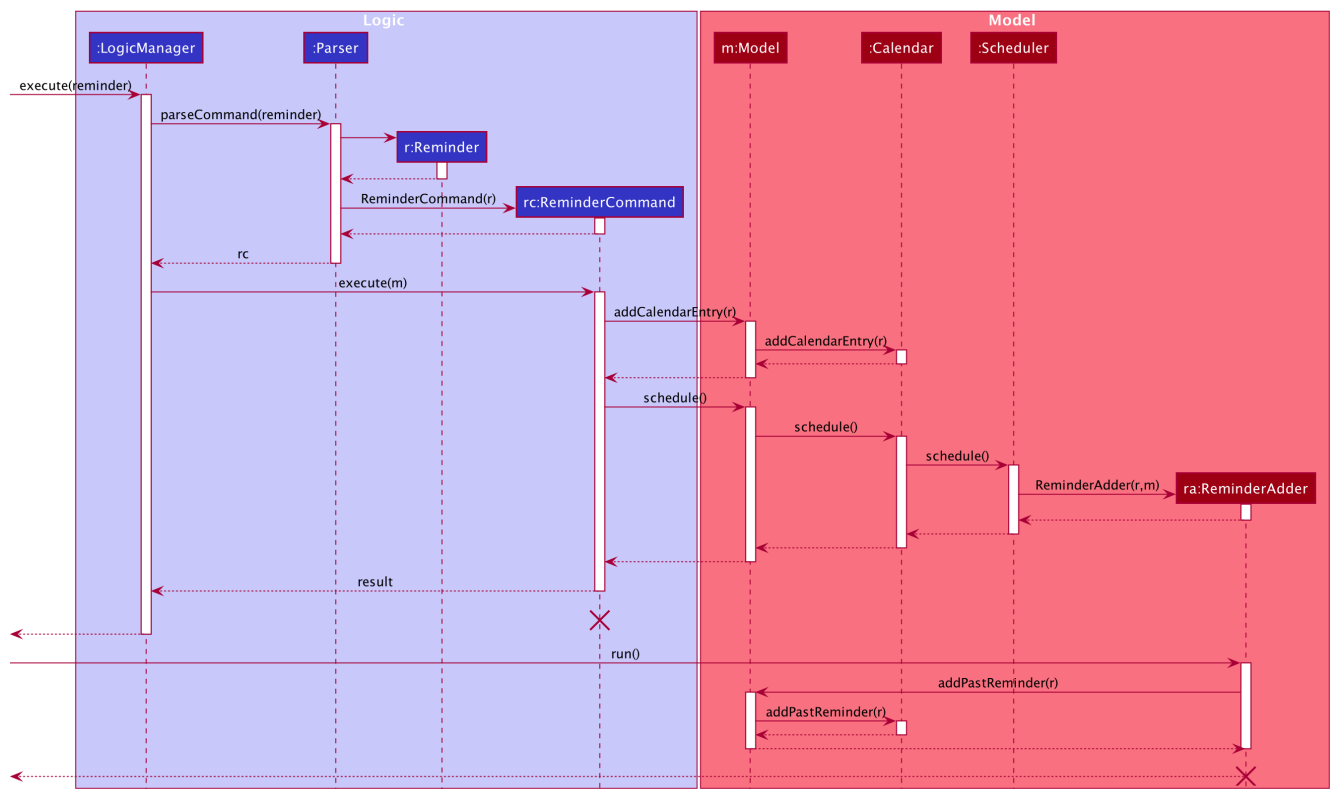 Logic
Model
:LogicManager
:Parser
m:Model
:Calendar
:Scheduler
execute(reminder)
parseCommand(reminder)
r:Reminder
ReminderCommand(r)
rc:ReminderCommand
rc
execute(m)
addCalendarEntry(r)
addCalendarEntry(r)
schedule()
schedule()
schedule()
ReminderAdder(r,m)
ra:ReminderAdder
result
run()
addPastReminder(r)
addPastReminder(r)